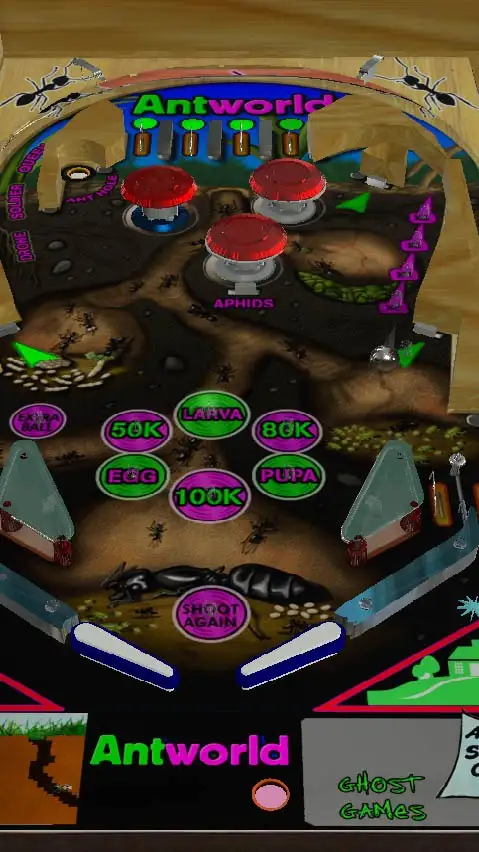 Antworld
QUEEN
SOLDIER
DRONE
ANT HOLE
APHIDS
EXTRA
BALL
50K
LARVA
80K
EGG
100K
PUPA
SHOOT
AGAIN
Antworld
GHOST
GAMES